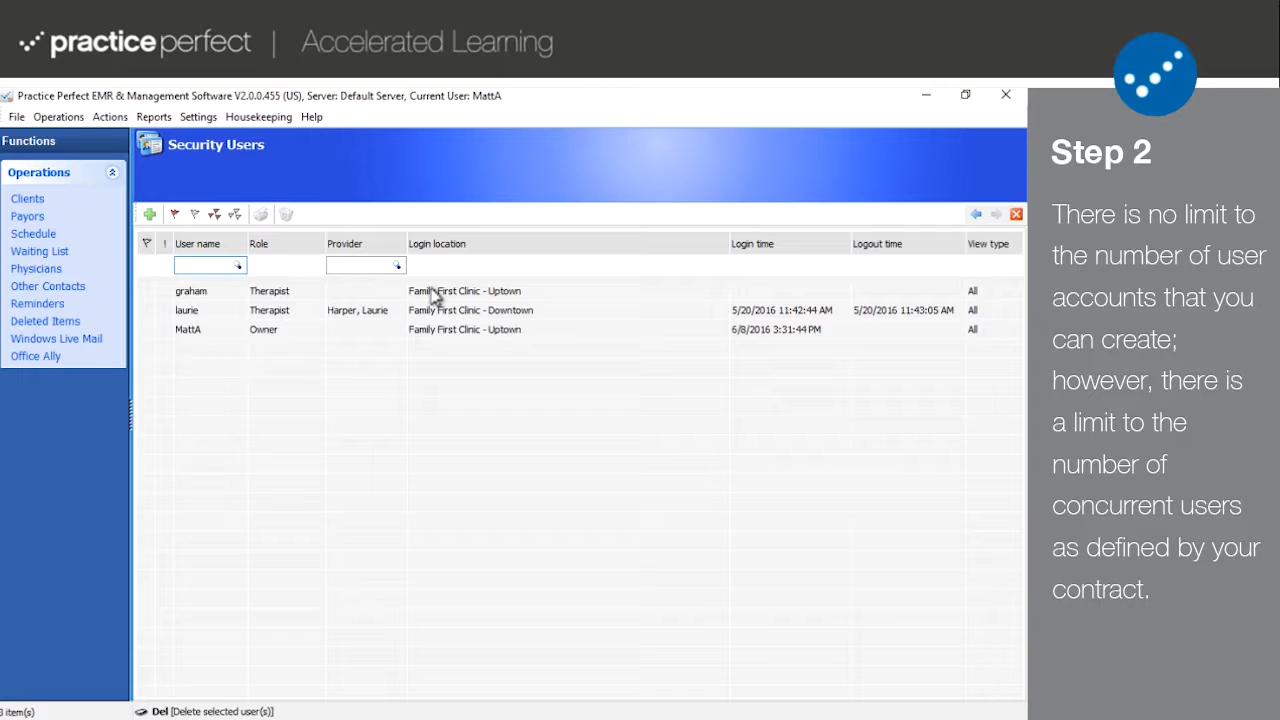 practiceperfect | Accelerated Learning
Practice Perfect EMR & Management Software V2.0.0.455 (US), Server: Default Server, Current User: MattA
File Operations Actions Reports Settings Housekeeping Help
Functions
Operations
Clients
Payors
Schedule
Waiting List
Physicians
Other Contacts
Reminders
Deleted Items
Windows Live Mail
Office Ally
Security Users
! User name Role Provider Login location Login time Logout time View type
graham Therapist Family First Clinic - Uptown All
laurie Therapist Harper, Laurie Family First Clinic - Downtown 5/20/2016 11:42:44 AM 5/20/2016 11:43:05 AM All
MattA Owner Family First Clinic - Uptown 6/8/2016 3:31:44 PM All
3 item(s) Del [Delete selected user(s)]
Step 2
There is no limit to
the number of user
accounts that you
can create;
however, there is
a limit to the
number of
concurrent users
as defined by your
contract.